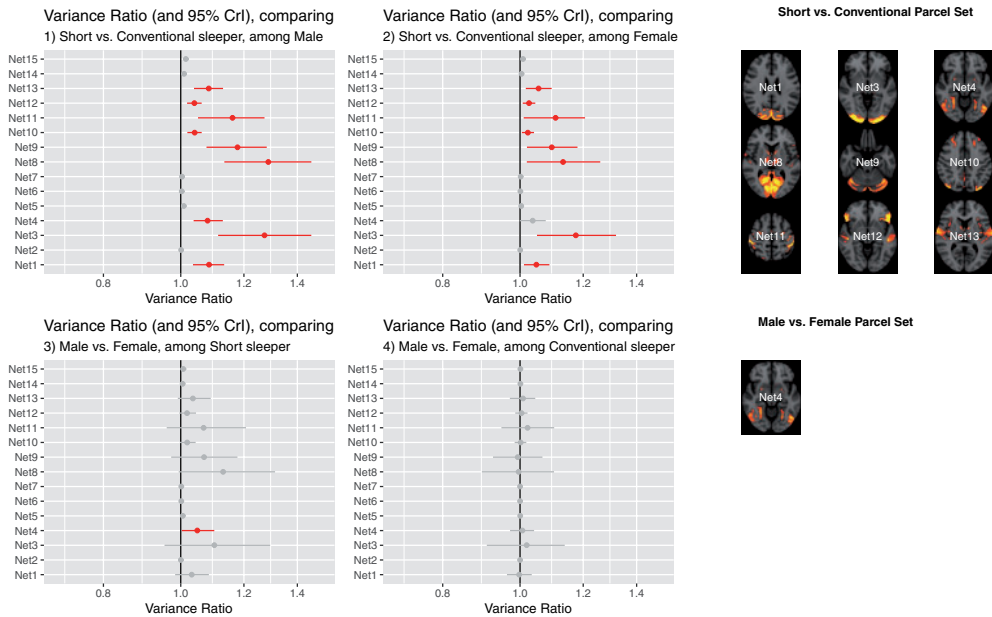 Variance Ratio (and 95% CrI), comparing
1) Short vs. Conventional sleeper, among Male
Net15
Net14
Net13
Net12
Net11
Net10
Net9
Net8
Net7
Net6
Net5
Net4
Net3
Net2
Net1
0.8
1.0
1.2
1.4
Variance Ratio
Variance Ratio (and 95% CrI), comparing
2) Short vs. Conventional sleeper, among Female
Net15
Net14
Net13
Net12
Net11
Net10
Net9
Net8
Net7
Net6
Net5
Net4
Net3
Net2
Net1
0.8
1.0
1.2
1.4
Variance Ratio
Short vs. Conventional Parcel Set
Net1
Net3
Net4
Net8
Net9
Net10
Net11
Net12
Net13
Variance Ratio (and 95% CrI), comparing
3) Male vs. Female, among Short sleeper
Net15
Net14
Net13
Net12
Net11
Net10
Net9
Net8
Net7
Net6
Net5
Net4
Net3
Net2
Net1
0.8
1.0
1.2
1.4
Variance Ratio
Variance Ratio (and 95% CrI), comparing
4) Male vs. Female, among Conventional sleeper
Net15
Net14
Net13
Net12
Net11
Net10
Net9
Net8
Net7
Net6
Net5
Net4
Net3
Net2
Net1
0.8
1.0
1.2
1.4
Variance Ratio
Male vs. Female Parcel Set
Net4